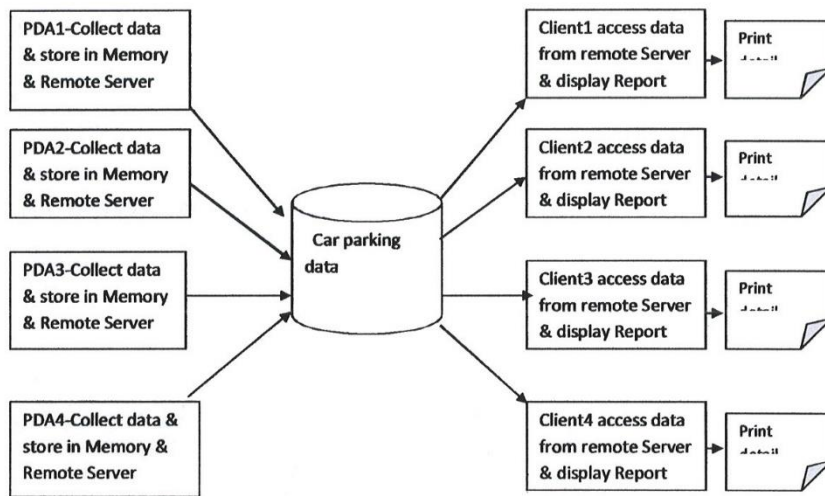 PDA1-Collect data
& store in Memory
& Remote Server
PDA2-Collect data
& store in Memory
& Remote Server
PDA3-Collect data
& store in Memory
& Remote Server
PDA4-Collect data &
store in Memory &
Remote Server
Car parking
data
Client1 access data
from remote Server
& display Report
Print
Client2 access data
from remote Server
& display Report
Print
Client3 access data
from remote Server
& display Report
Print
Client4 access data
from remote Server
& display Report
Print